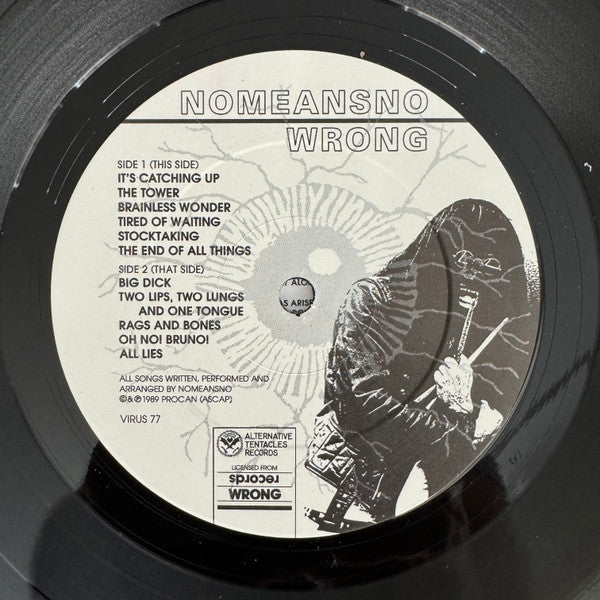 NOMEANSNO
WRONG
SIDE 1 (THIS SIDE)
IT'S CATCHING UP
THE TOWER
BRAINLESS WONDER
TIRED OF WAITING
STOCKTAKING
THE END OF ALL THINGS
SIDE 2 (THAT SIDE)
BIG DICK
TWO LIPS, TWO LUNGS
AND ONE TONGUE
RAGS AND BONES
OH NO! BRUNO!
ALL LIES
ALL SONGS WRITTEN, PERFORMED AND
ARRANGED BY NOMEANSNO
©&℗1989 PROCAN (ASCAP)
VIRUS 77
ALTERNATIVE
TENTACLES
RECORDS
LICENSED FROM
records
WRONG